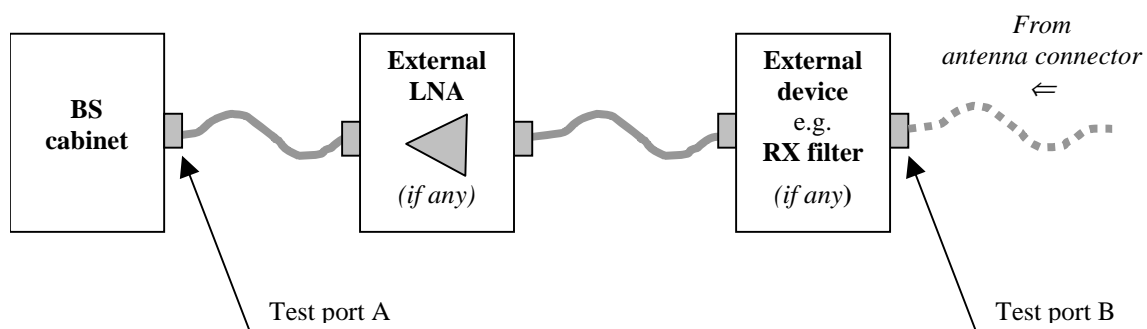 BS
cabinet
External
LNA
(if any)
External
device
e.g.
RX filter
(if any)
From
antenna connector
⇐
Test port A
Test port B